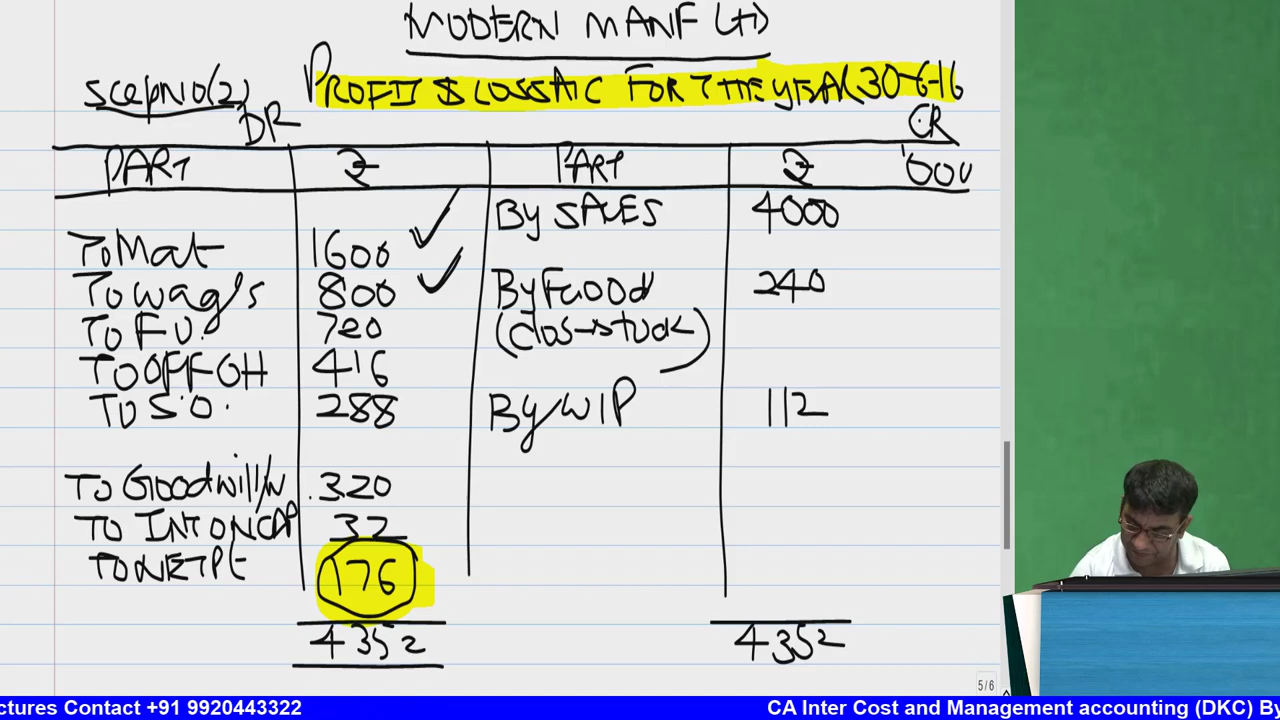 MODERN MANF LTD
PROFIT & LOSS A/C FOR THE YEAR 30-6-16
DR
CR
PART ₹ PART ₹ '000
By SALES 4000
To Mat 1600
To wages 800 By F Good 240
To F.O. 720 (clos-stock)
TO OFF OH 416
To S.O. 288 By WIP 112
To Goodwill/w 320
TO INT ON CAP 32
TO NET PF 176
4352 4352
5/6
ctures Contact +91 9920443322 CA Inter Cost and Management accounting (DKC) By